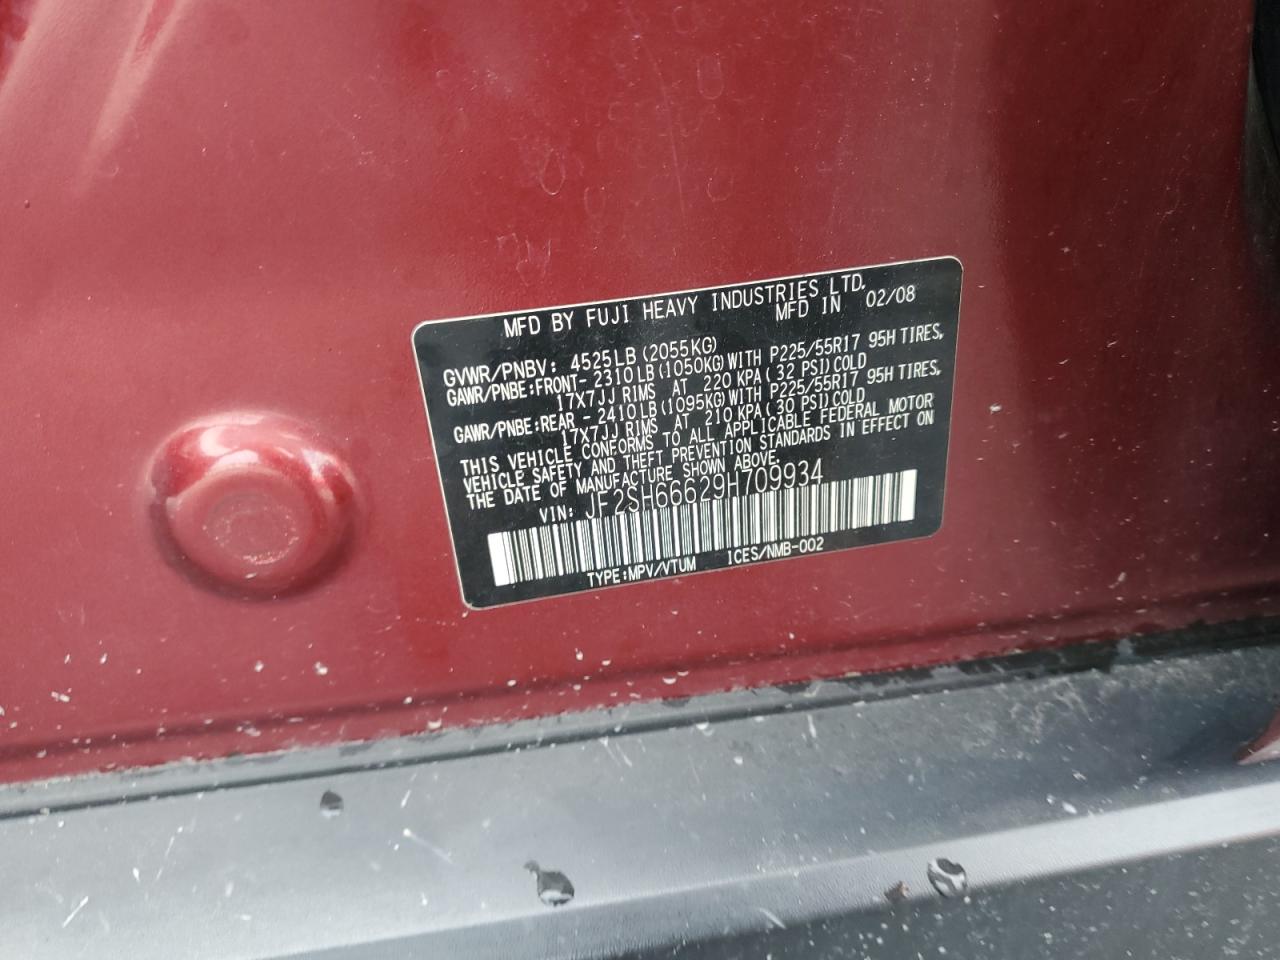 MFD BY FUJI HEAVY INDUSTRIES LTD.
MFD IN 02/08
GVWR/PNBV: 4525LB(2055KG)
GAWR/PNBE:FRONT-2310LB(1050KG)WITH P225/55R17 95H TIRES,
17X7JJ RIMS AT 220 KPA(32 PSI)COLD
GAWR/PNBE:REAR -2410LB(1095KG)WITH P225/55R17 95H TIRES,
17X7JJ RIMS AT 210 KPA(30 PSI)COLD
THIS VEHICLE CONFORMS TO ALL APPLICABLE FEDERAL MOTOR
VEHICLE SAFETY AND THEFT PREVENTION STANDARDS IN EFFECT ON
THE DATE OF MANUFACTURE SHOWN ABOVE.
VIN: JF2SH66629H709934
TYPE:MPV/VTUM ICES/NMB-002